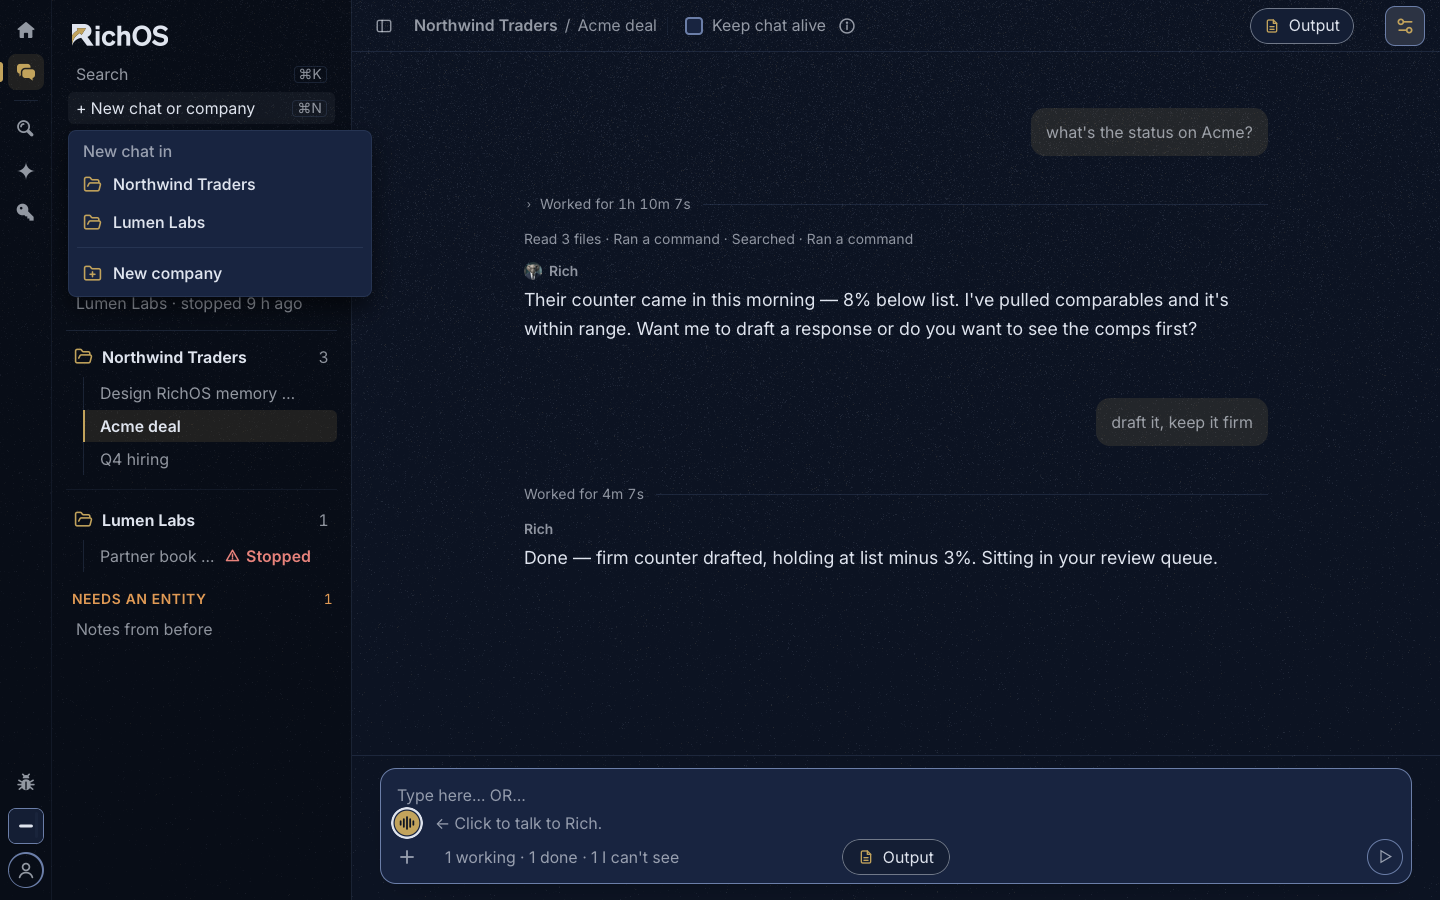 RichOS
Search ⌘K
+ New chat or company ⌘N
New chat in
Northwind Traders
Lumen Labs
New company
Lumen Labs · stopped 9 h ago
Northwind Traders 3
Design RichOS memory ...
Acme deal
Q4 hiring
Lumen Labs 1
Partner book ... Stopped
NEEDS AN ENTITY 1
Notes from before
Northwind Traders / Acme deal Keep chat alive Output
what's the status on Acme?
› Worked for 1h 10m 7s
Read 3 files · Ran a command · Searched · Ran a command
Rich
Their counter came in this morning — 8% below list. I've pulled comparables and it's
within range. Want me to draft a response or do you want to see the comps first?
draft it, keep it firm
Worked for 4m 7s
Rich
Done — firm counter drafted, holding at list minus 3%. Sitting in your review queue.
Type here... OR...
← Click to talk to Rich.
1 working · 1 done · 1 I can't see Output